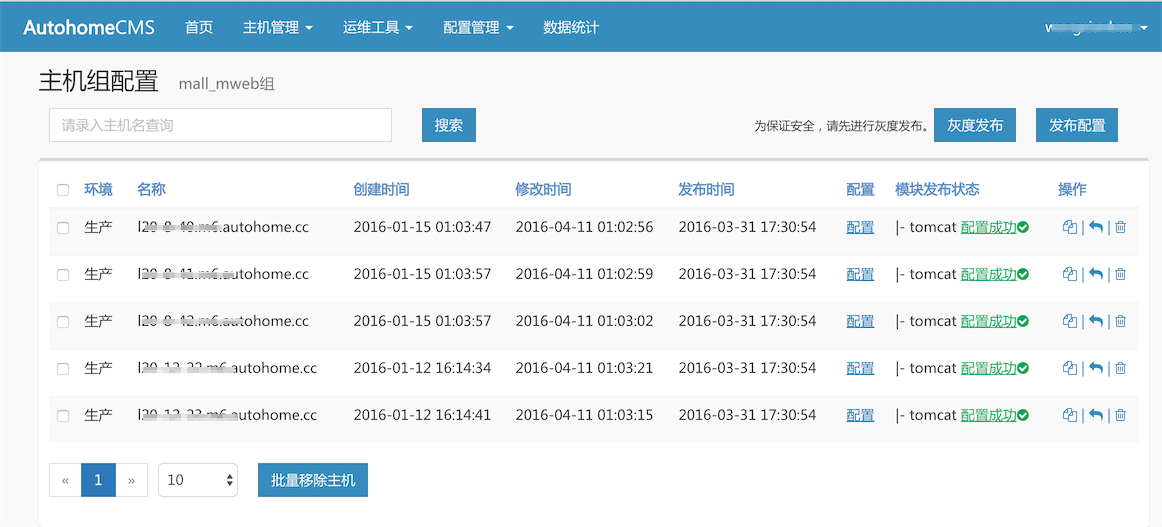 AutohomeCMS 首页 主机管理 运维工具 配置管理 数据统计
主机组配置 mall_mweb组
请录入主机名查询 搜索 为保证安全，请先进行灰度发布。 灰度发布 发布配置
环境 名称 创建时间 修改时间 发布时间 配置 模块发布状态 操作
生产 .autohome.cc 2016-01-15 01:03:47 2016-04-11 01:02:56 2016-03-31 17:30:54 配置 |- tomcat 配置成功 | |
生产 autohome.cc 2016-01-15 01:03:57 2016-04-11 01:02:59 2016-03-31 17:30:54 配置 |- tomcat 配置成功 | |
生产 autohome.cc 2016-01-15 01:03:57 2016-04-11 01:03:02 2016-03-31 17:30:54 配置 |- tomcat 配置成功 | |
生产 autohome.cc 2016-01-12 16:14:34 2016-04-11 01:03:21 2016-03-31 17:30:54 配置 |- tomcat 配置成功 | |
生产 autohome.cc 2016-01-12 16:14:41 2016-04-11 01:03:15 2016-03-31 17:30:54 配置 |- tomcat 配置成功 | |
« 1 » 10 批量移除主机